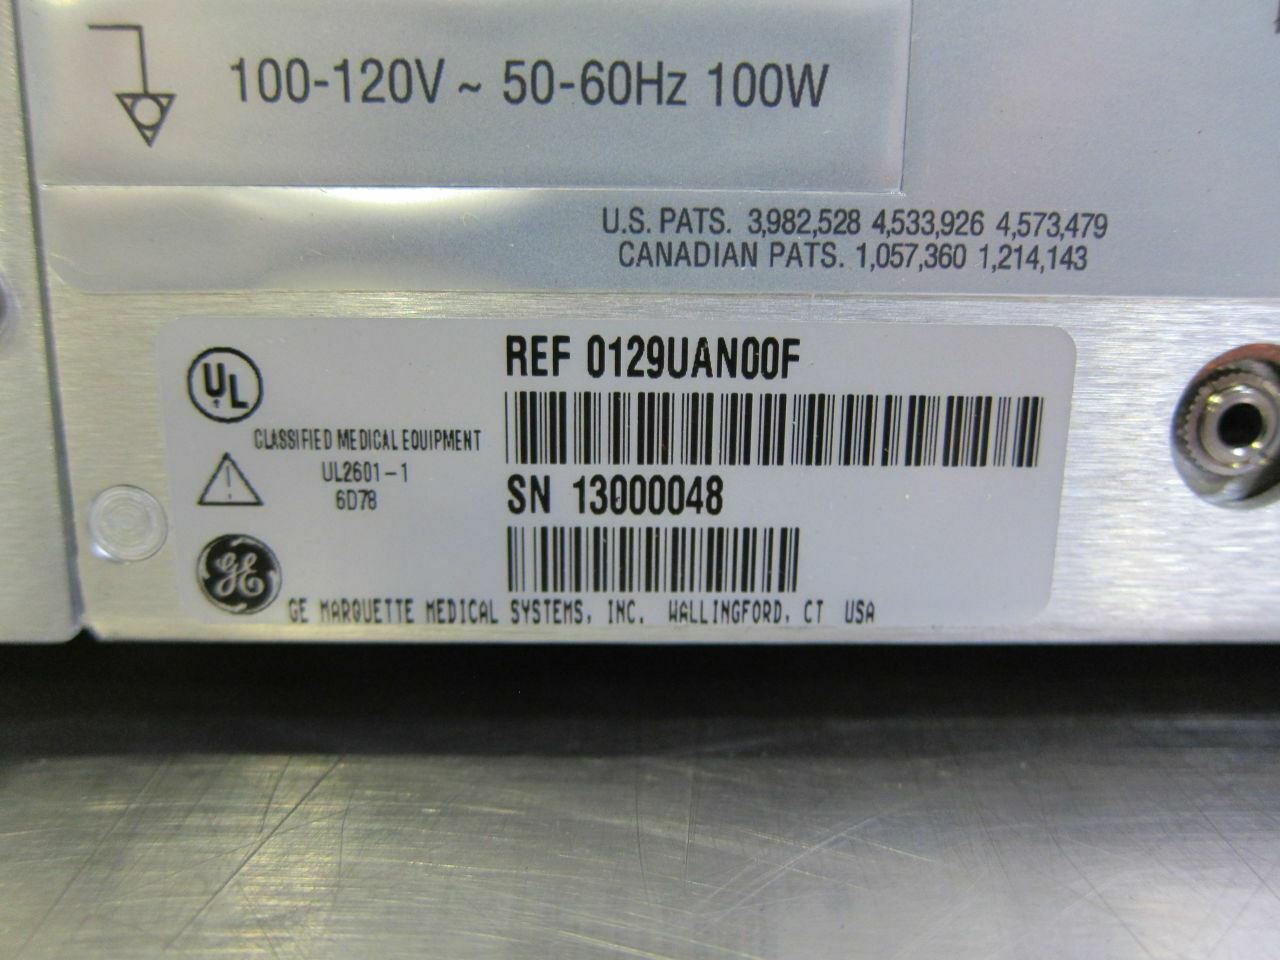 100-120V ~ 50-60Hz 100W
U.S. PATS. 3,982,528 4,533,926 4,573,479
CANADIAN PATS. 1,057,360 1,214,143
REF 0129UAN00F
UL
CLASSIFIED MEDICAL EQUIPMENT
UL2601-1
6D78
SN 13000048
GE
GE MARQUETTE MEDICAL SYSTEMS, INC. WALLINGFORD, CT USA